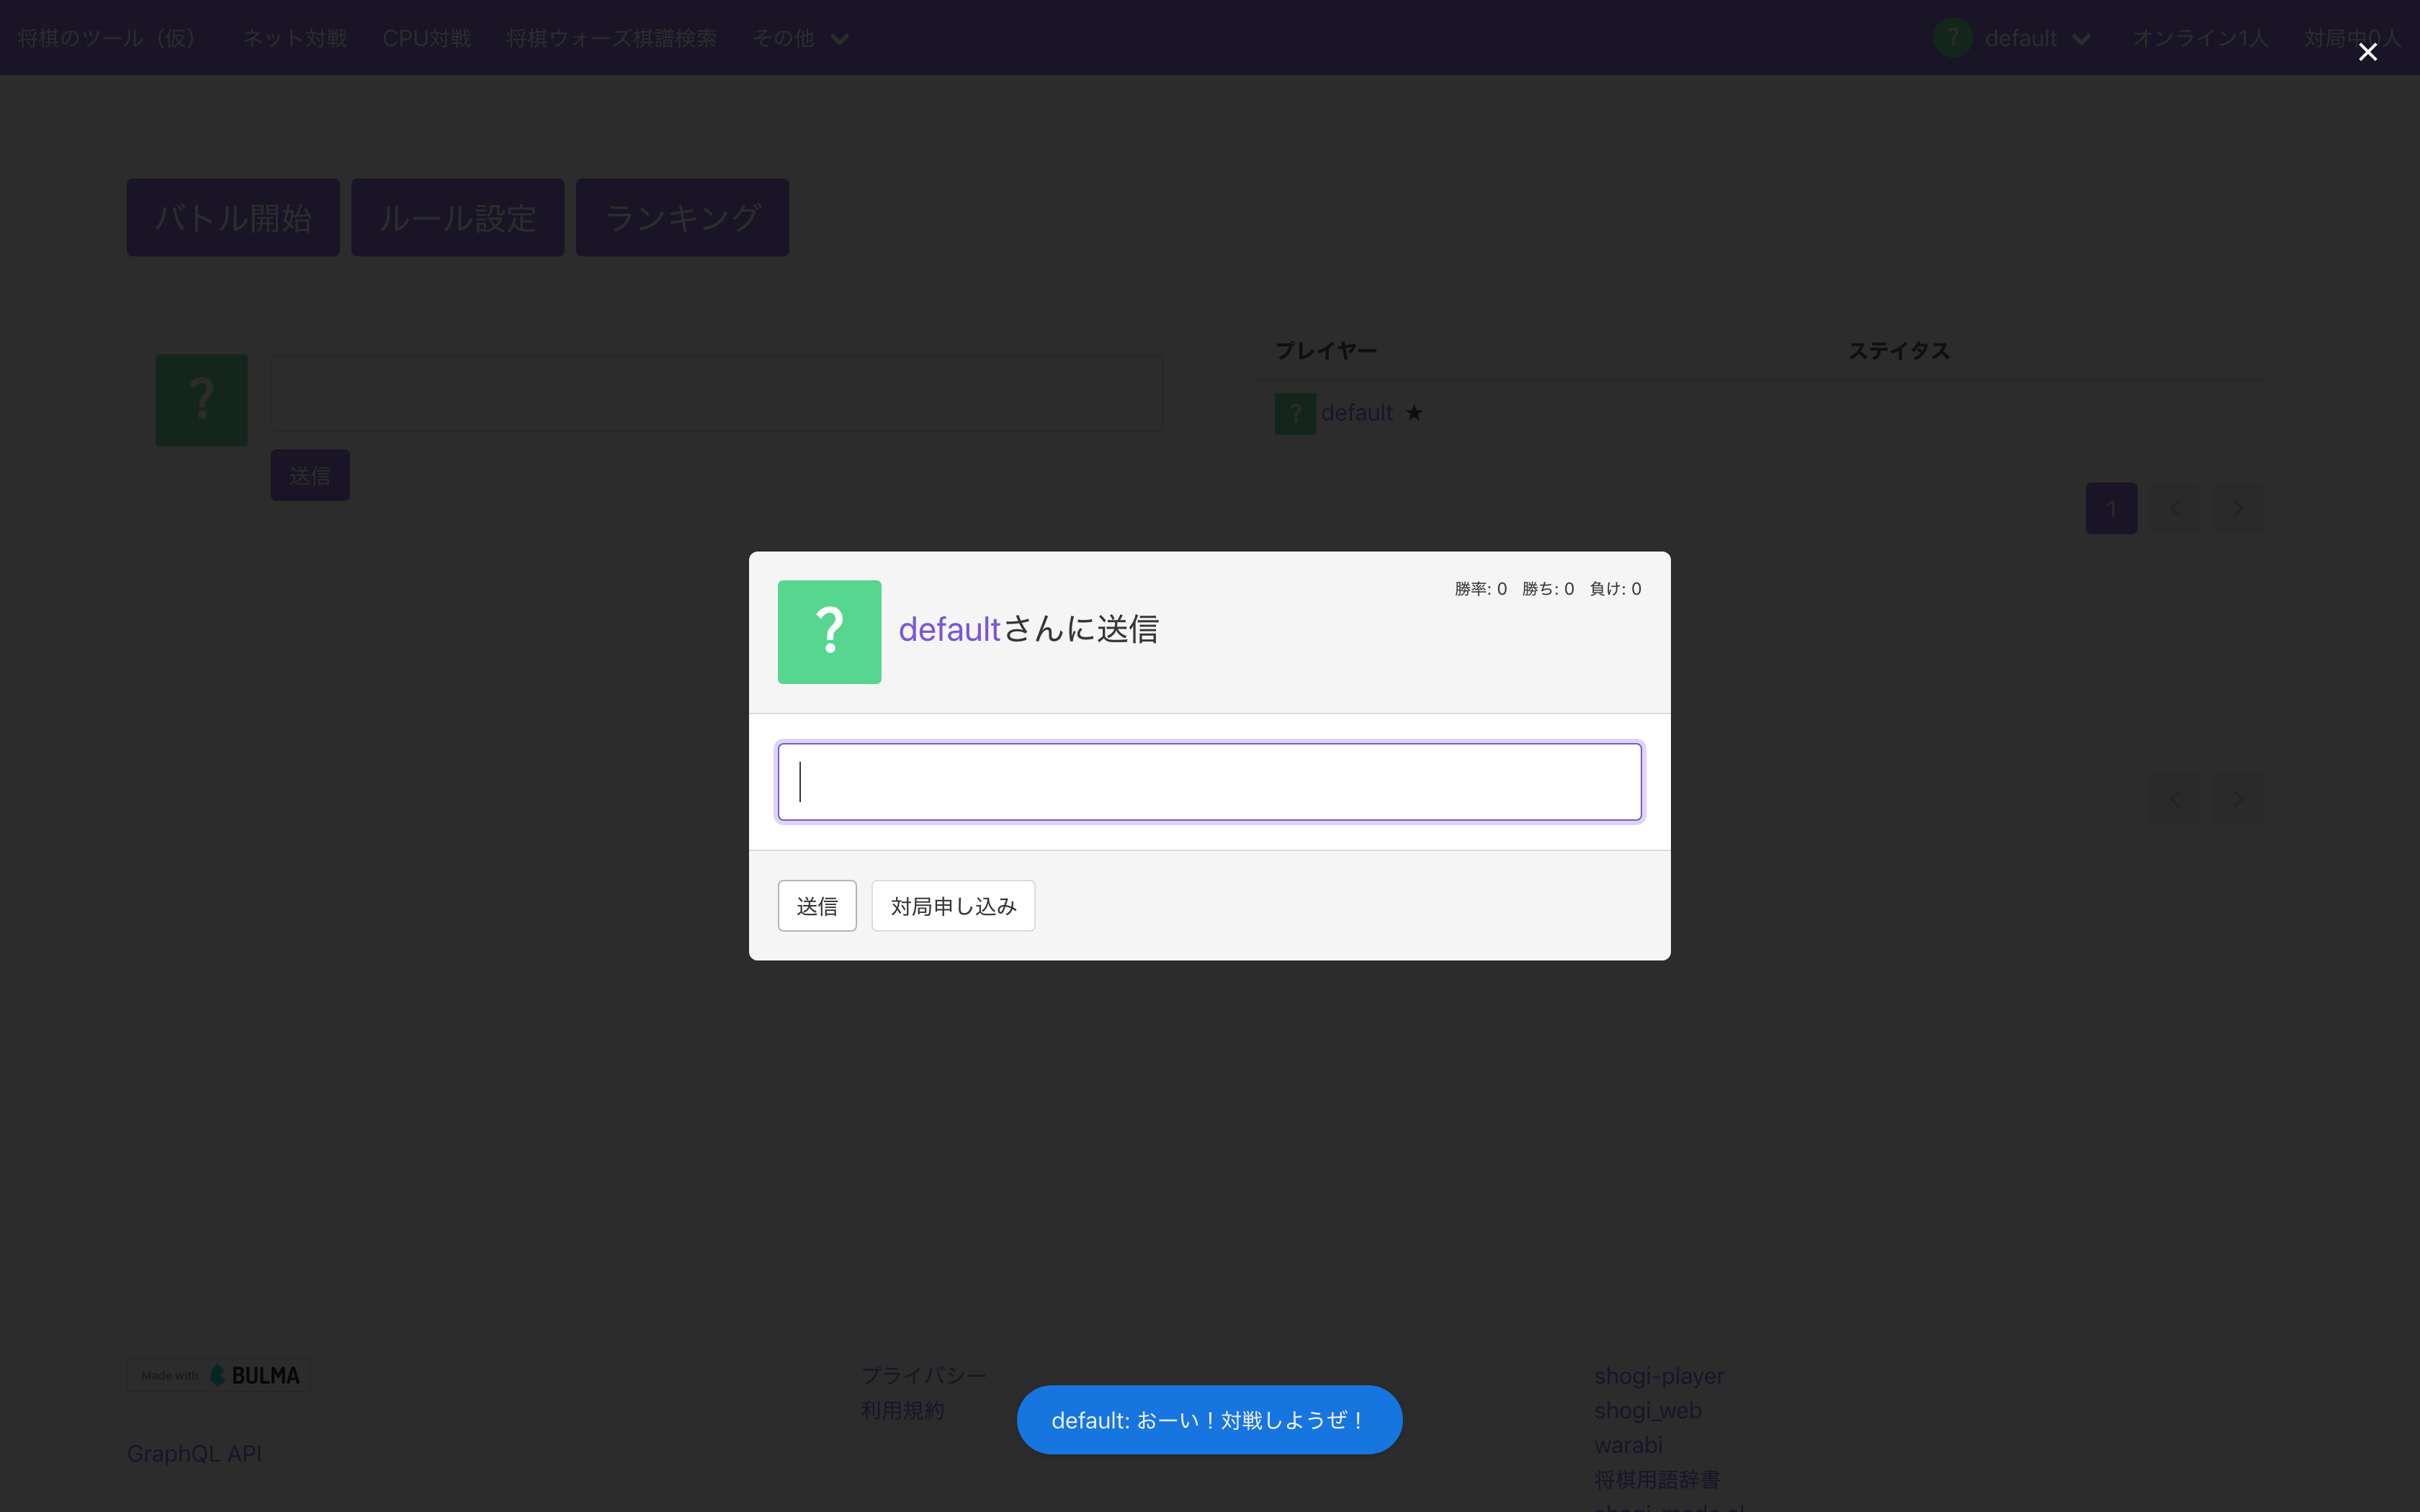 将棋のツール（仮） ネット対戦 CPU対戦 将棋ウォーズ棋譜検索 その他 ? default オンライン1人 対局中0人
バトル開始 ルール設定 ランキング
プレイヤー ステイタス
?
? default ★
送信
1
勝率: 0 勝ち: 0 負け: 0
?
defaultさんに送信
送信 対局申し込み
Made with BULMA
GraphQL API
プライバシー
利用規約
default: おーい！対戦しようぜ！
shogi-player
shogi_web
warabi
将棋用語辞書